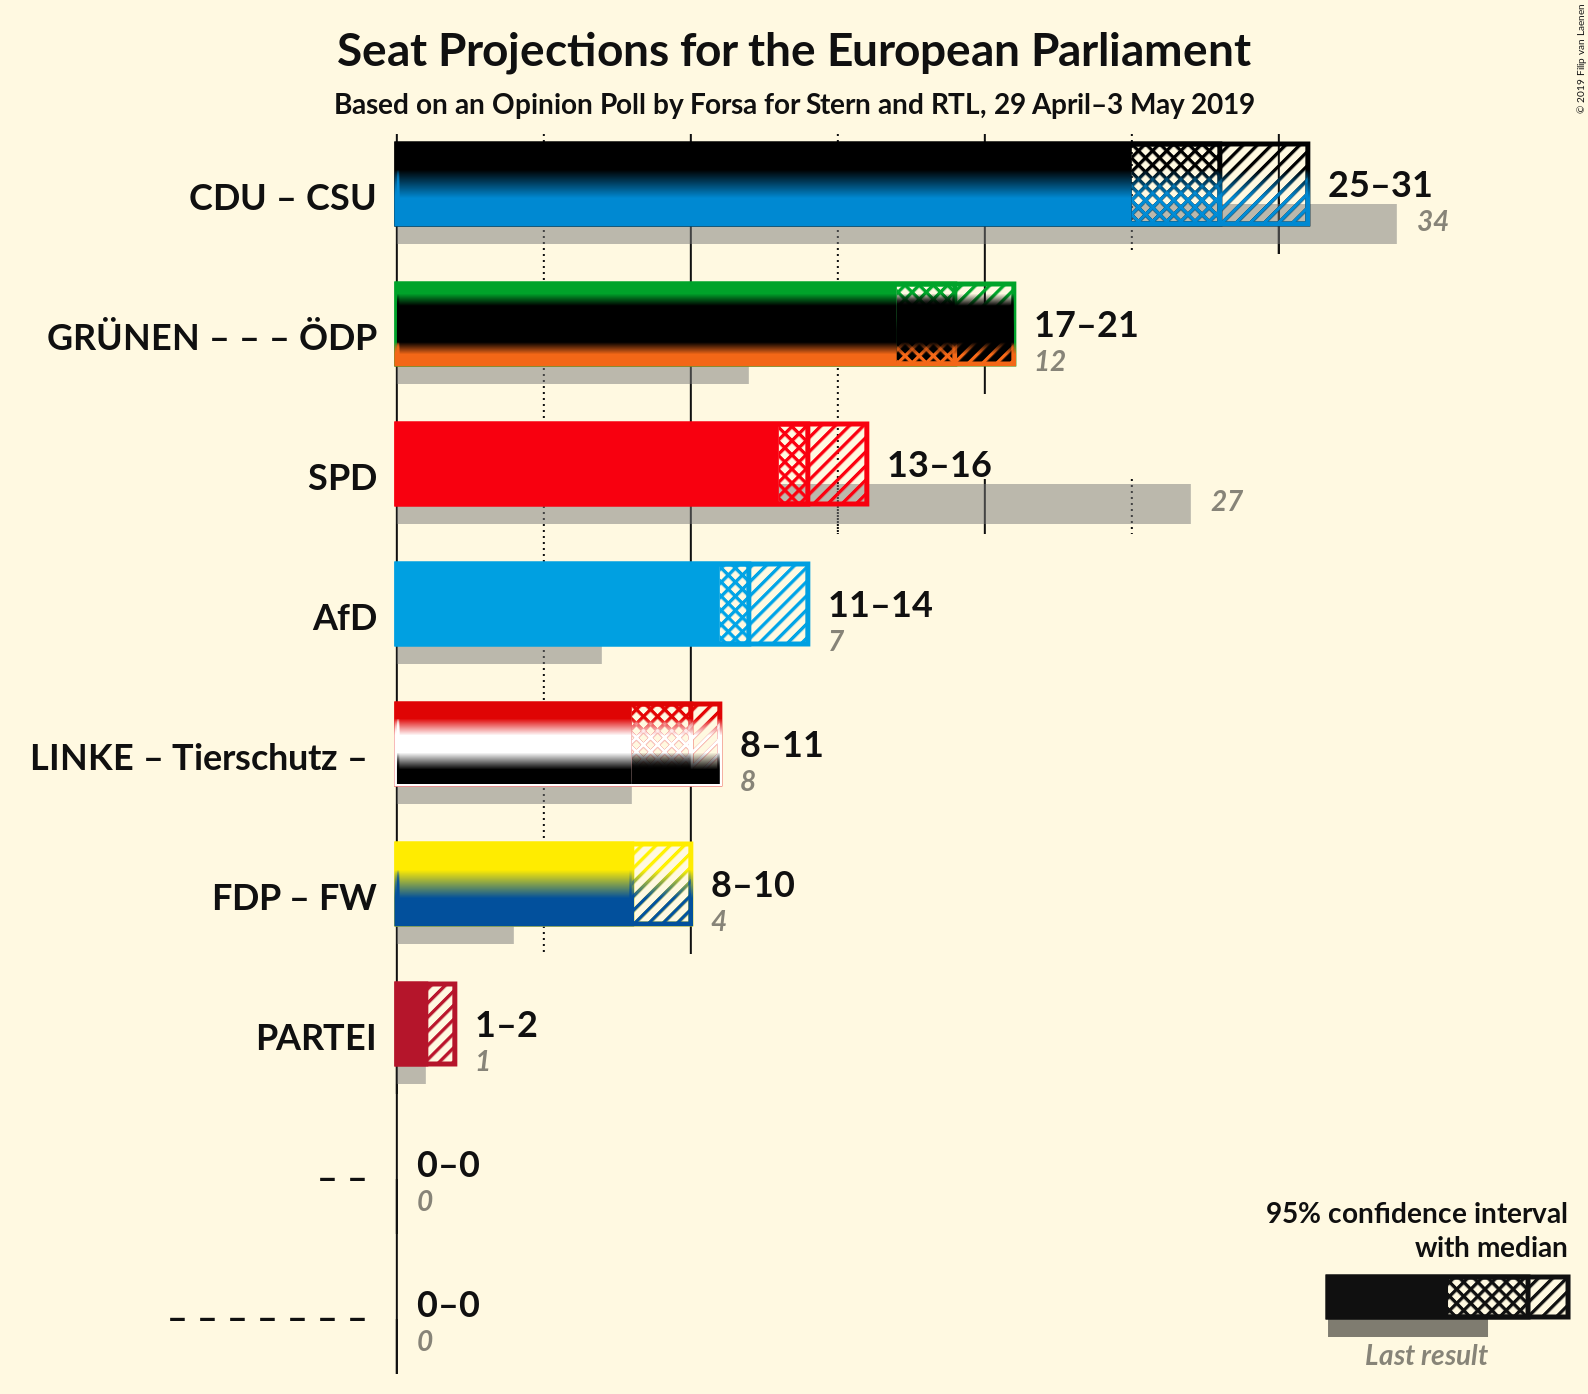 Seat Projections for the European Parliament
Based on an Opinion Poll by Forsa for Stern and RTL, 29 April–3 May 2019
© 2019 Filip van Laenen
CDU – CSU
25–31
34
GRÜNEN – – – ÖDP
17–21
12
SPD
13–16
27
AfD
11–14
7
LINKE – Tierschutz –
8–11
8
FDP – FW
8–10
4
PARTEI
1–2
1
– –
0–0
0
– – – – – – –
0–0
0
95% confidence interval
with median
Last result